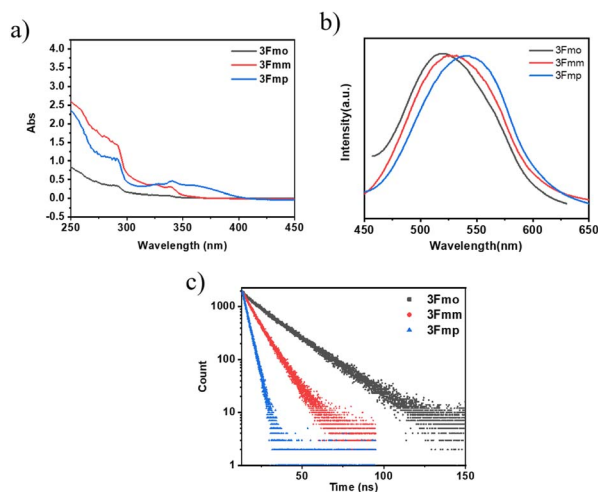 a)
4.0
3.5
3.0
2.5
2.0
1.5
1.0
0.5
0.0
-0.5
Abs
3Fmo
3Fmm
3Fmp
250 300 350 400 450
Wavelength (nm)
b)
Intensity(a.u.)
3Fmo
3Fmm
3Fmp
450 500 550 600 650
Wavelength(nm)
c)
1000
100
10
1
Count
3Fmo
3Fmm
3Fmp
50 100 150
Time (ns)